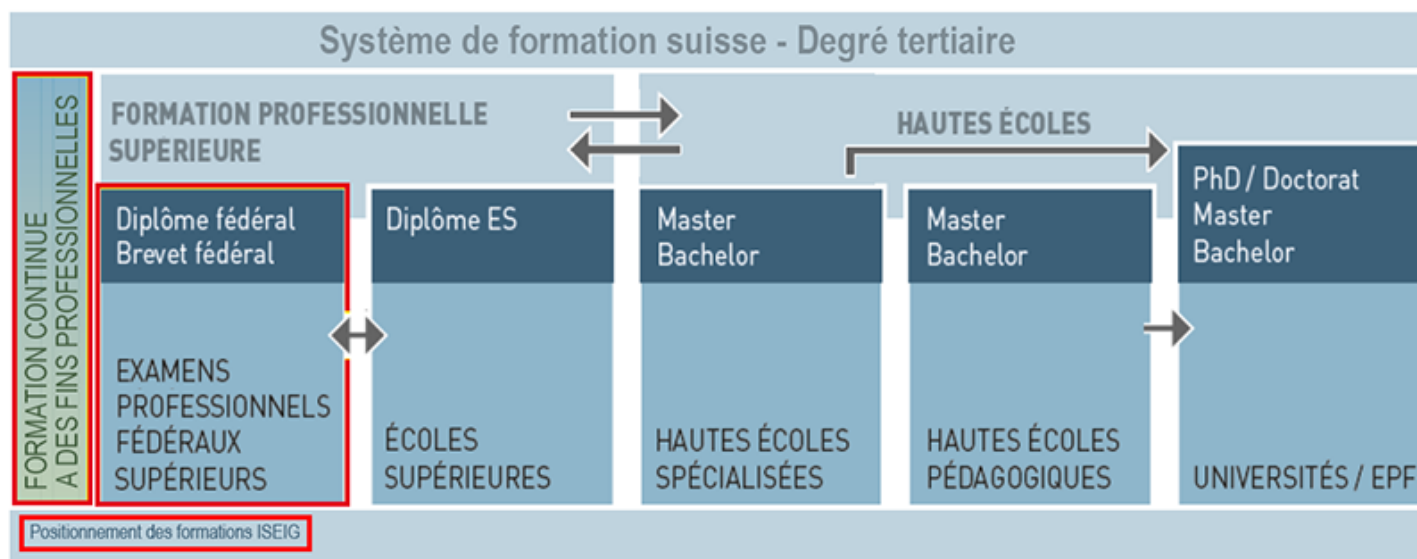 Système de formation suisse - Degré tertiaire
FORMATION CONTINUE
A DES FINS PROFESSIONNELLES
FORMATION PROFESSIONNELLE
SUPÉRIEURE
HAUTES ÉCOLES
Diplôme fédéral
Brevet fédéral
EXAMENS
PROFESSIONNELS
FÉDÉRAUX
SUPÉRIEURS
Diplôme ES
ÉCOLES
SUPÉRIEURES
Master
Bachelor
HAUTES ÉCOLES
SPÉCIALISÉES
Master
Bachelor
HAUTES ÉCOLES
PÉDAGOGIQUES
PhD / Doctorat
Master
Bachelor
UNIVERSITÉS / EPF
Positionnement des formations ISEIG